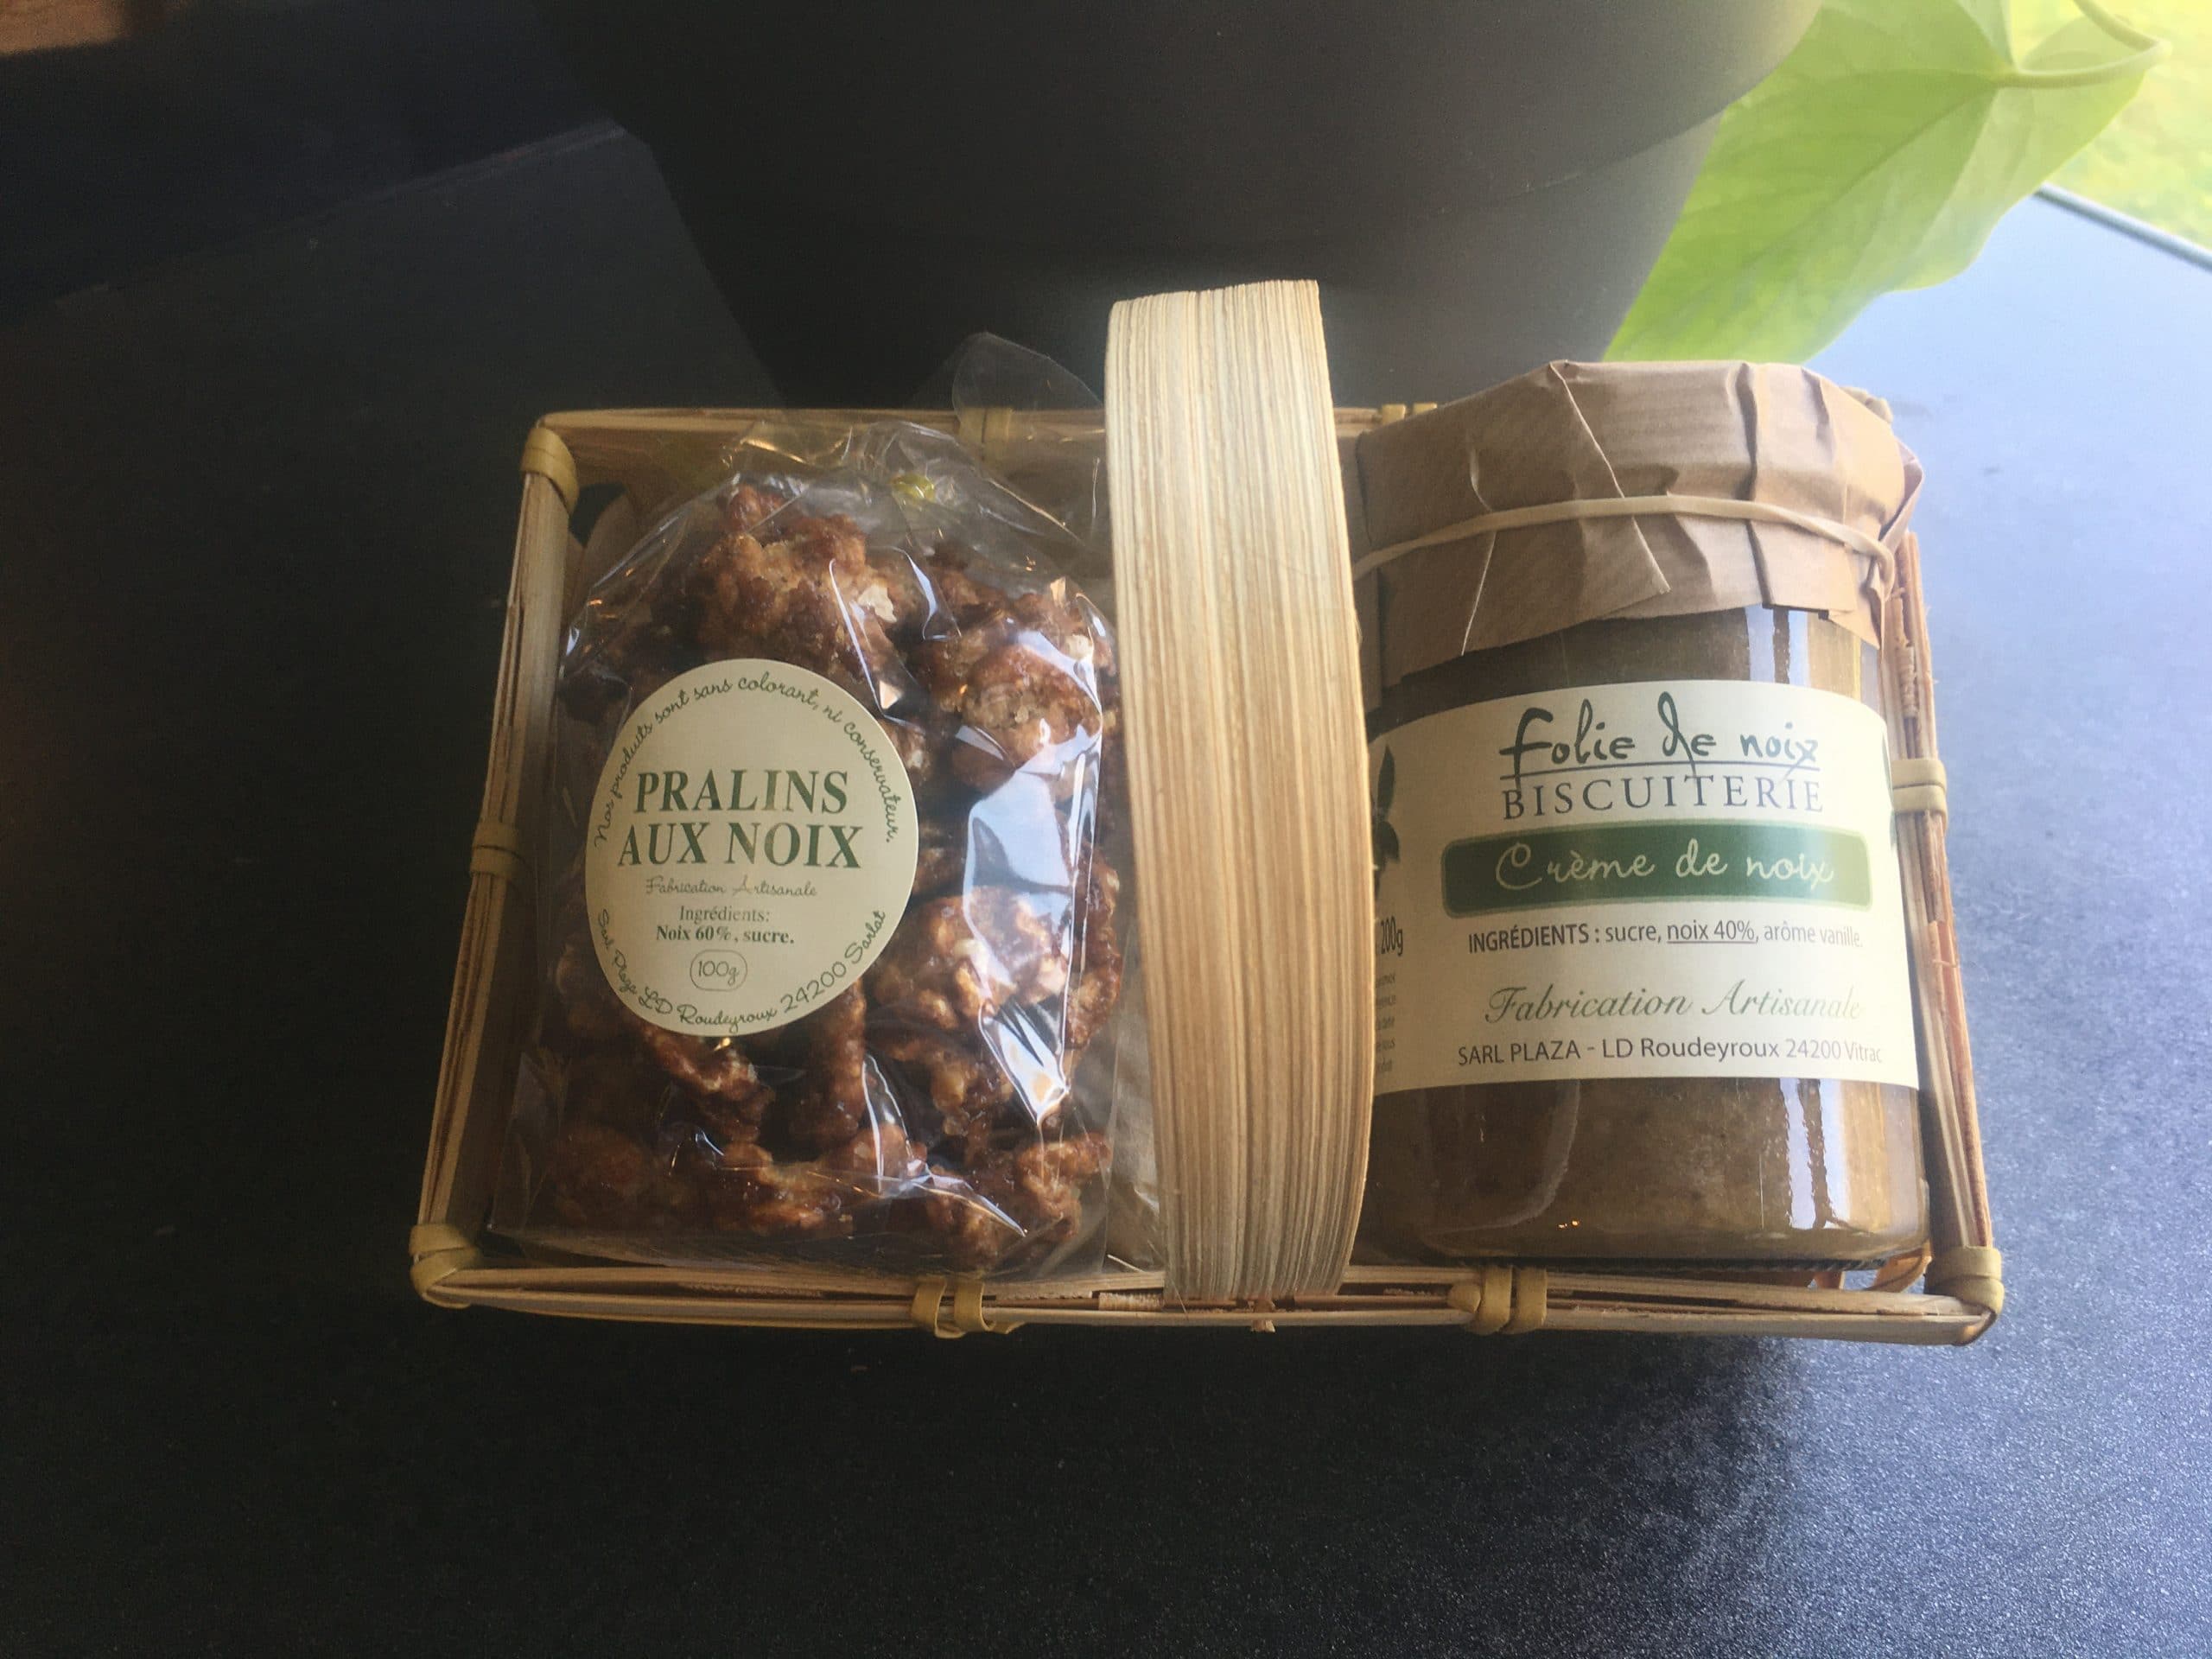 Nos produits sont sans colorant, ni conservateur.
PRALINS
AUX NOIX
Fabrication Artisanale
Ingrédients:
Noix 60%, sucre.
100g
Sarl Plaza LD Roudeyroux 24200 Sarlat
folie de noix
BISCUITERIE
Crème de noix
INGRÉDIENTS : sucre, noix 40%, arôme vanille.
Fabrication Artisanale
SARL PLAZA - LD Roudeyroux 24200 Vitrac
200g